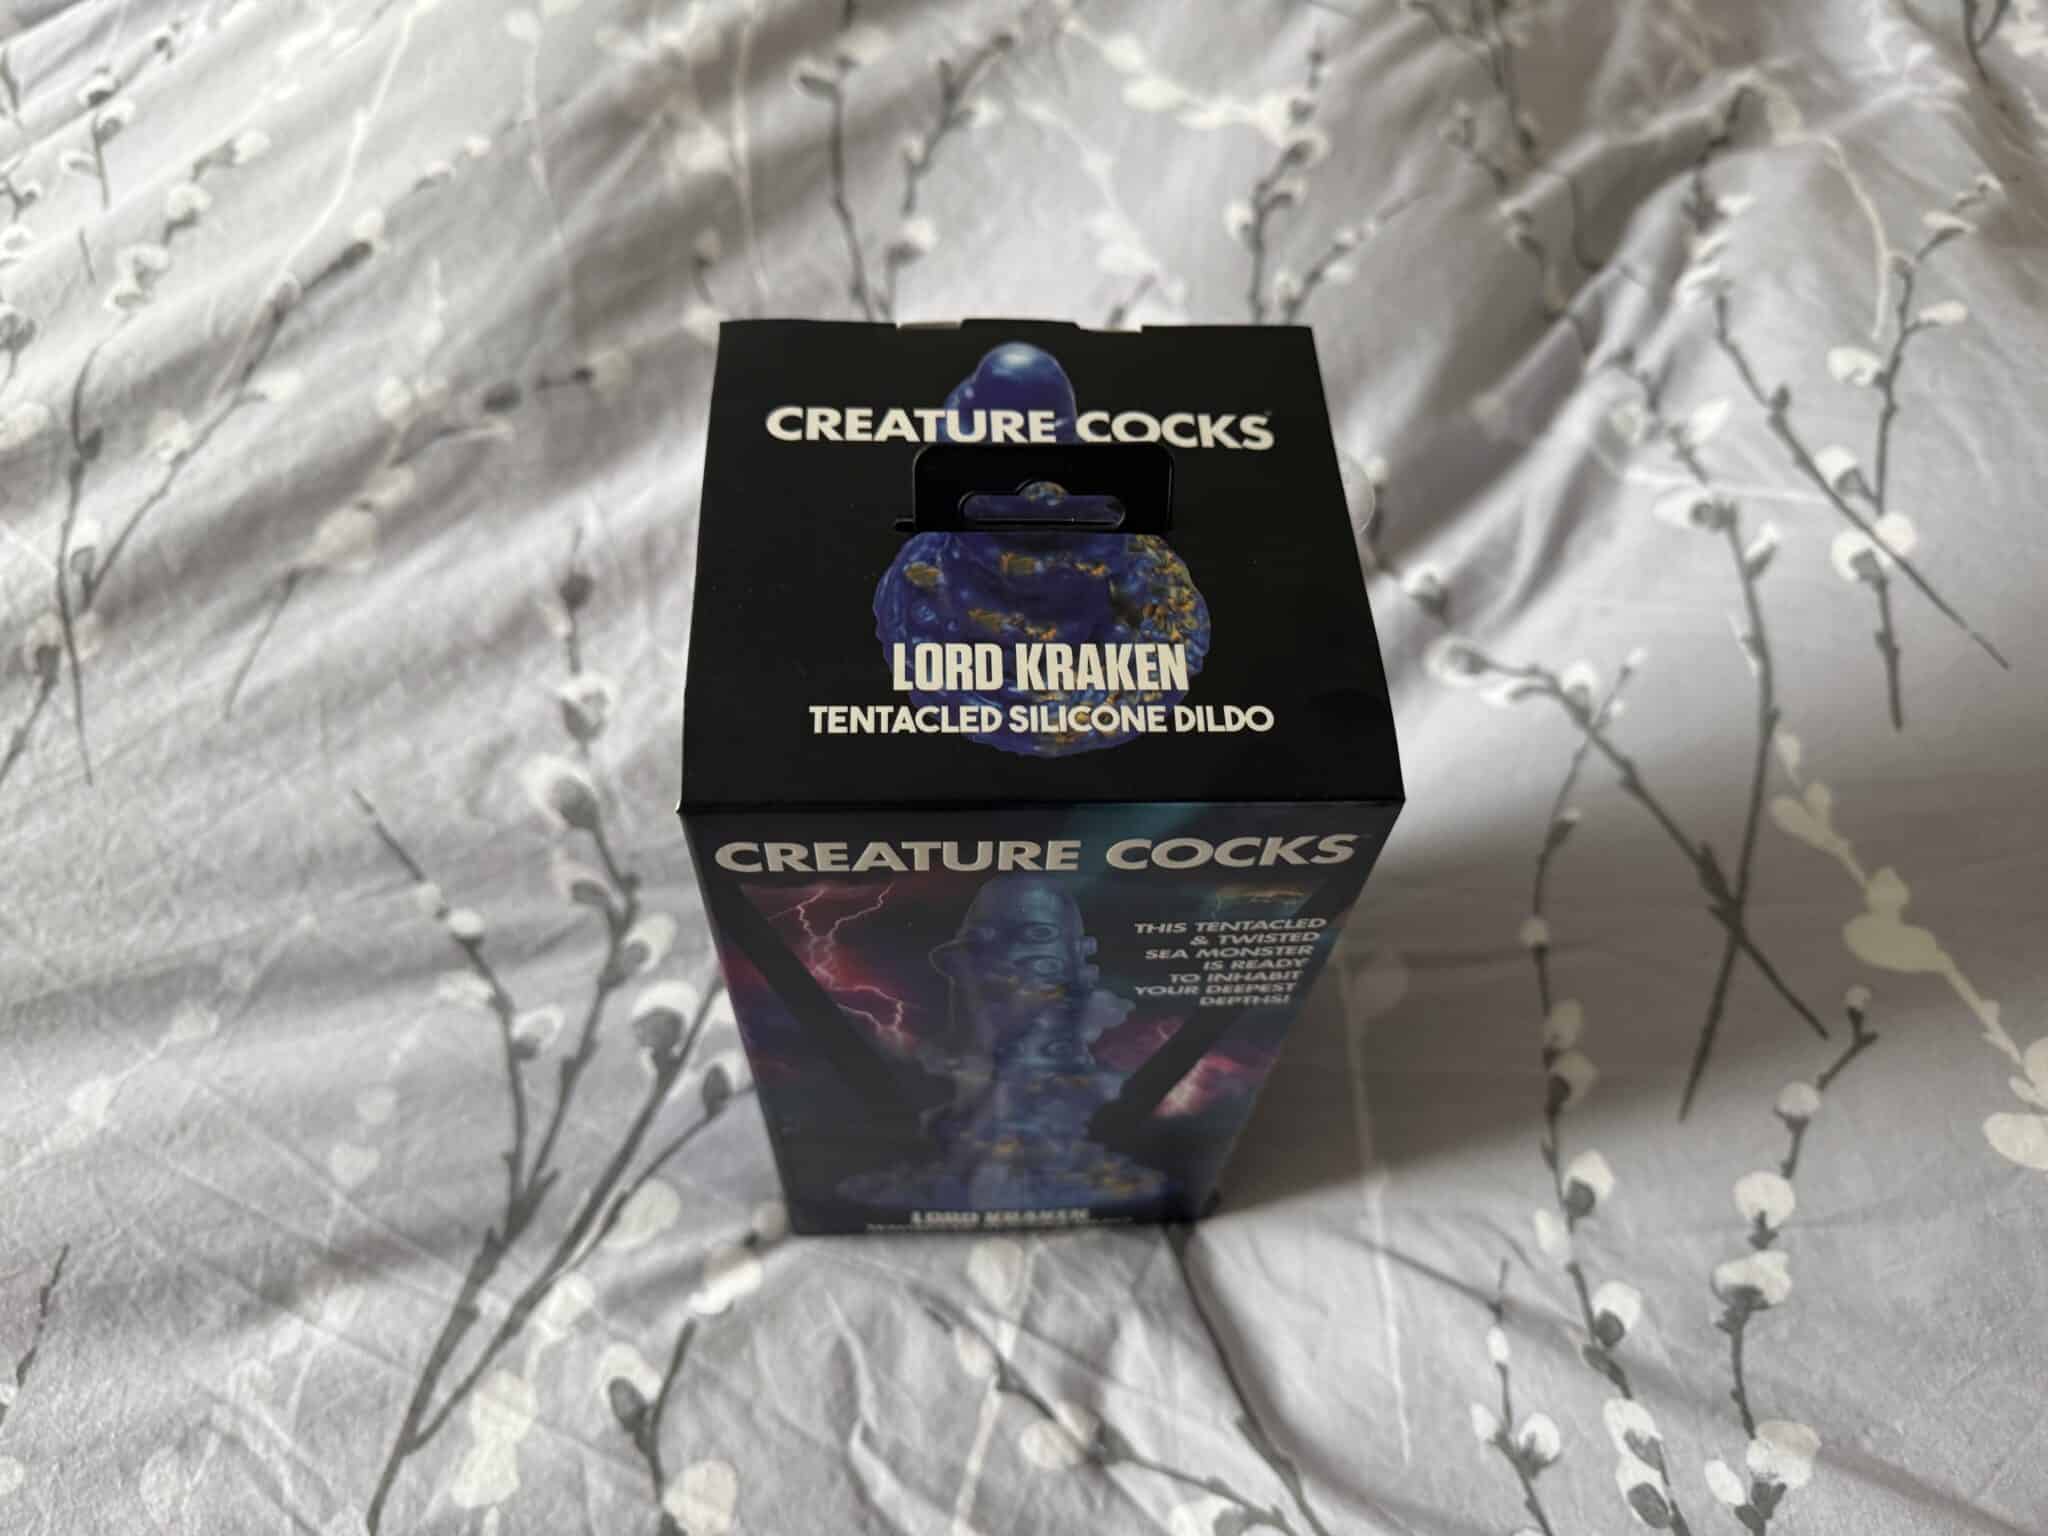 CREATURE COCKS
LORD KRAKEN
TENTACLED SILICONE DILDO
CREATURE COCKS
THIS TENTACLED
& TWISTED
SEA MONSTER
IS READY
TO INHABIT
YOUR DEEPEST
DEPTHS!
LORD KRAKEN